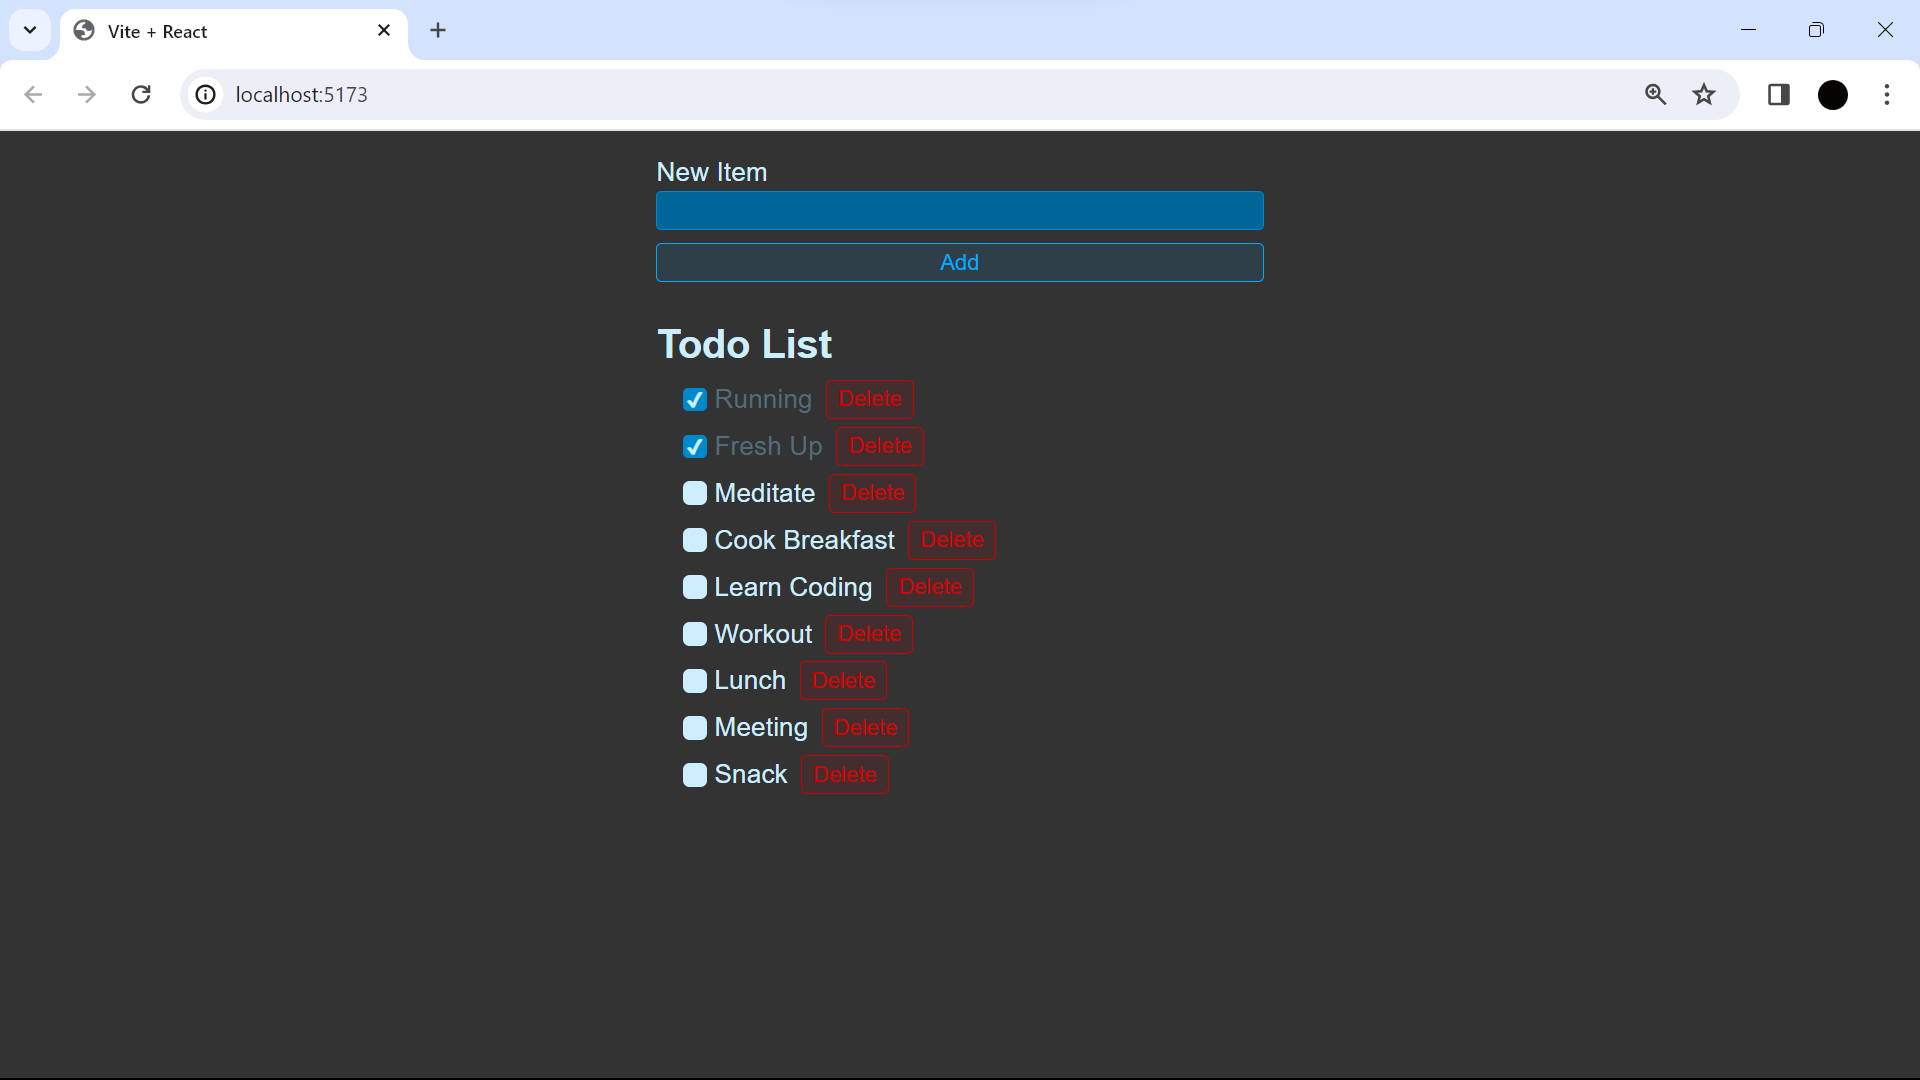 Vite + React
localhost:5173
New Item
Add
Todo List
Running Delete
Fresh Up Delete
Meditate Delete
Cook Breakfast Delete
Learn Coding Delete
Workout Delete
Lunch Delete
Meeting Delete
Snack Delete